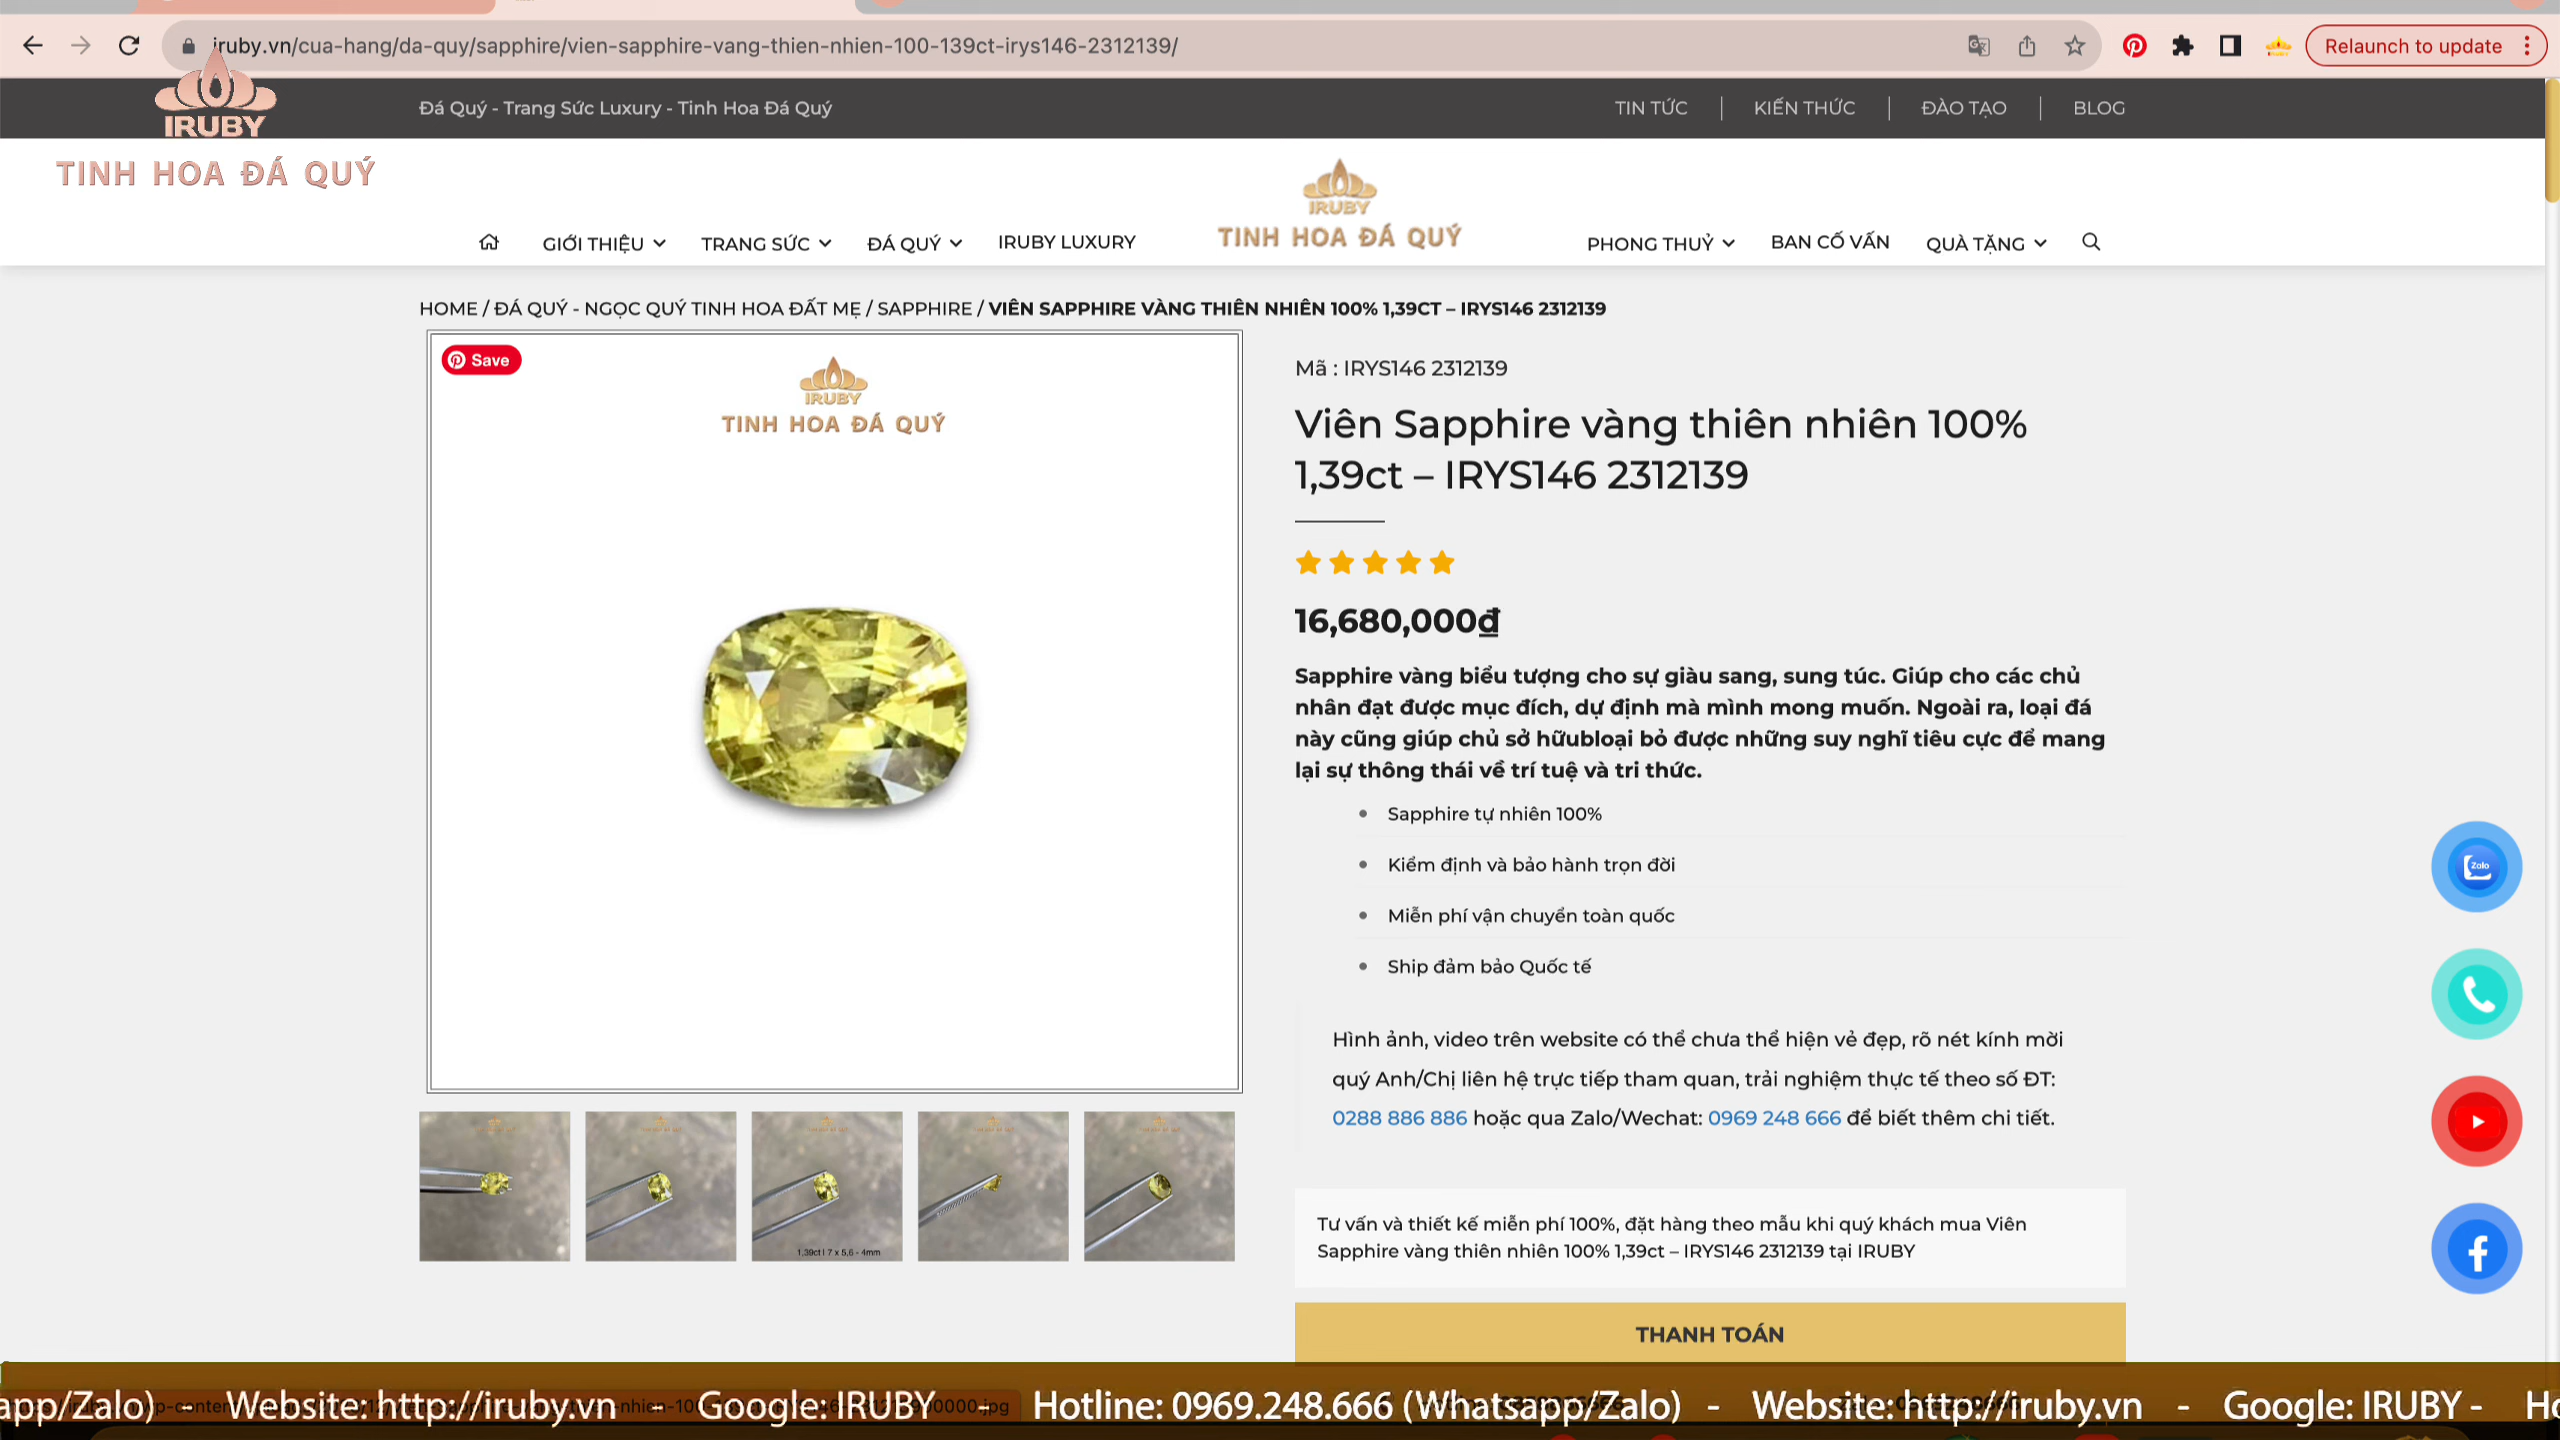 iruby.vn/cua-hang/da-quy/sapphire/vien-sapphire-vang-thien-nhien-100-139ct-irys146-2312139/
Relaunch to update
IRUBY
TINH HOA ĐÁ QUÝ
Đá Quý - Trang Sức Luxury - Tinh Hoa Đá Quý
TIN TỨC
KIẾN THỨC
ĐÀO TẠO
BLOG
IRUBY
TINH HOA ĐÁ QUÝ
GIỚI THIỆU
TRANG SỨC
ĐÁ QUÝ
IRUBY LUXURY
PHONG THUỶ
BAN CỐ VẤN
QUÀ TẶNG
HOME / ĐÁ QUÝ - NGỌC QUÝ TINH HOA ĐẤT MẸ / SAPPHIRE / VIÊN SAPPHIRE VÀNG THIÊN NHIÊN 100% 1,39CT – IRYS146 2312139
Save
IRUBY
TINH HOA ĐÁ QUÝ
1.39ct | 7 x 5,6 - 4mm
Mã : IRYS146 2312139
Viên Sapphire vàng thiên nhiên 100%
1,39ct – IRYS146 2312139
16,680,000₫
Sapphire vàng biểu tượng cho sự giàu sang, sung túc. Giúp cho các chủ
nhân đạt được mục đích, dự định mà mình mong muốn. Ngoài ra, loại đá
này cũng giúp chủ sở hữubloại bỏ được những suy nghĩ tiêu cực để mang
lại sự thông thái về trí tuệ và tri thức.
Sapphire tự nhiên 100%
Kiểm định và bảo hành trọn đời
Miễn phí vận chuyển toàn quốc
Ship đảm bảo Quốc tế
Hình ảnh, video trên website có thể chưa thể hiện vẻ đẹp, rõ nét kính mời
quý Anh/Chị liên hệ trực tiếp tham quan, trải nghiệm thực tế theo số ĐT:
0288 886 886 hoặc qua Zalo/Wechat: 0969 248 666 để biết thêm chi tiết.
Tư vấn và thiết kế miễn phí 100%, đặt hàng theo mẫu khi quý khách mua Viên
Sapphire vàng thiên nhiên 100% 1,39ct – IRYS146 2312139 tại IRUBY
THANH TOÁN
Zalo
app/Zalo) - Website: http://iruby.vn - Google: IRUBY - Hotline: 0969.248.666 (Whatsapp/Zalo) - Website: http://iruby.vn - Google: IRUBY - Ho